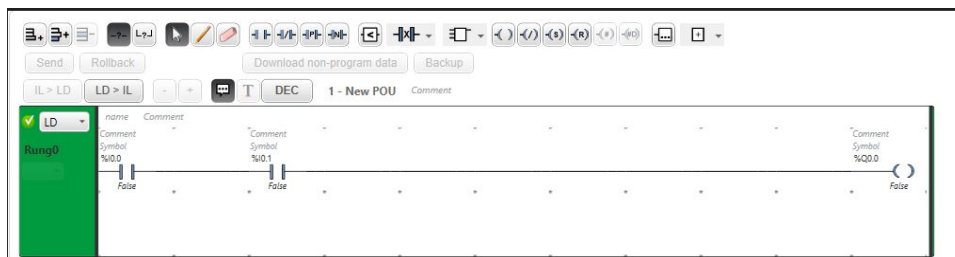 Send Rollback Download non-program data Backup
IL > LD LD > IL - + T DEC 1 - New POU Comment
LD name Comment
Comment Comment Comment
Rung0 Symbol Symbol Symbol
%I0.0 %I0.1 %Q0.0
False False False